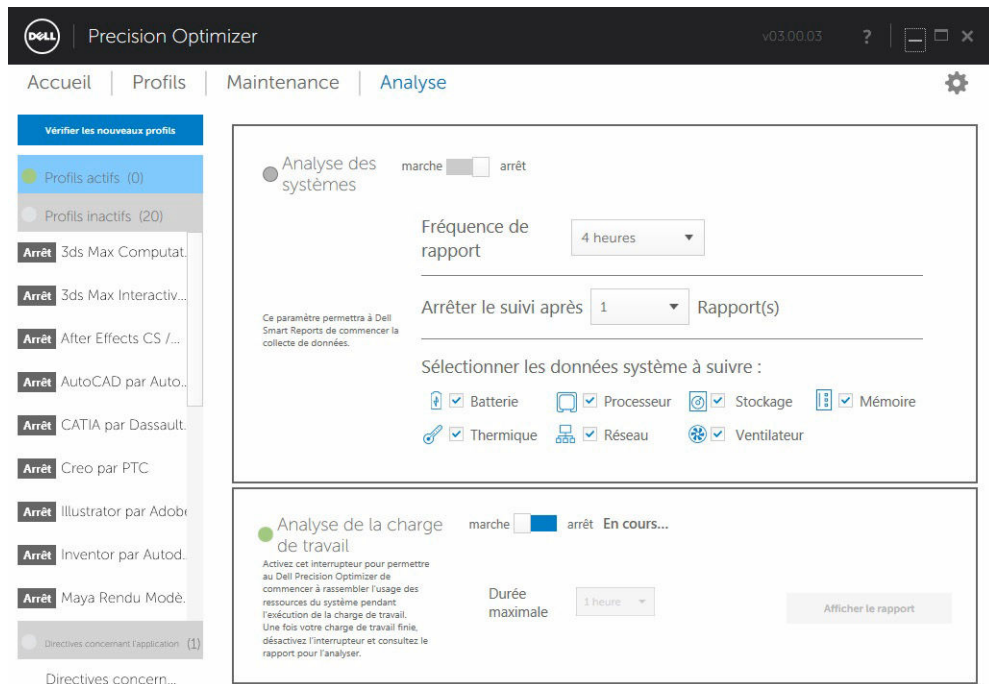 DELL Precision Optimizer v03.00.03 ?
Accueil Profils Maintenance Analyse
Vérifier les nouveaux profils
Profils actifs (0)
Profils inactifs (20)
Arrêt 3ds Max Computat.
Arrêt 3ds Max Interactiv...
Arrêt After Effects CS /...
Arrêt AutoCAD par Auto..
Arrêt CATIA par Dassault.
Arrêt Creo par PTC
Arrêt Illustrator par Adobe
Arrêt Inventor par Autod..
Arrêt Maya Rendu Modè.
Directives concernant l'application (1)
Directives concern...
Analyse des
systèmes
marche arrêt
Fréquence de
rapport
4 heures
Ce paramètre permettra à Dell
Smart Reports de commencer la
collecte de données.
Arrêter le suivi après 1 Rapport(s)
Sélectionner les données système à suivre :
Batterie Processeur Stockage Mémoire
Thermique Réseau Ventilateur
Analyse de la charge
de travail
marche arrêt En cours...
Activez cet interrupteur pour permettre
au Dell Precision Optimizer de
commencer à rassembler l'usage des
ressources du système pendant
l'exécution de la charge de travail.
Une fois votre charge de travail finie,
désactivez l'interrupteur et consultez le
rapport pour l'analyser.
Durée
maximale
1 heure
Afficher le rapport